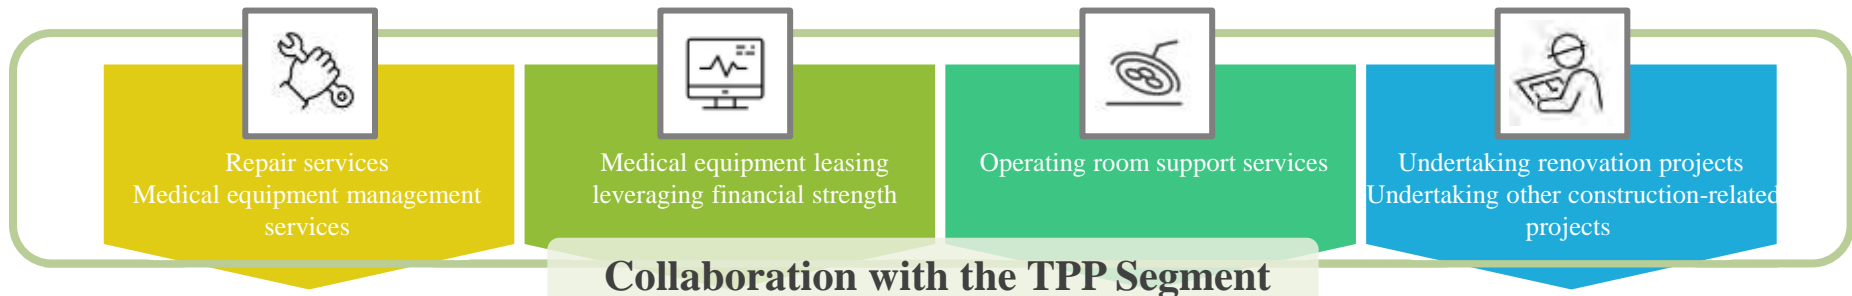 Repair services
Medical equipment management
services
Medical equipment leasing
leveraging financial strength
Operating room support services
Undertaking renovation projects
Undertaking other construction-related
projects
Collaboration with the TPP Segment